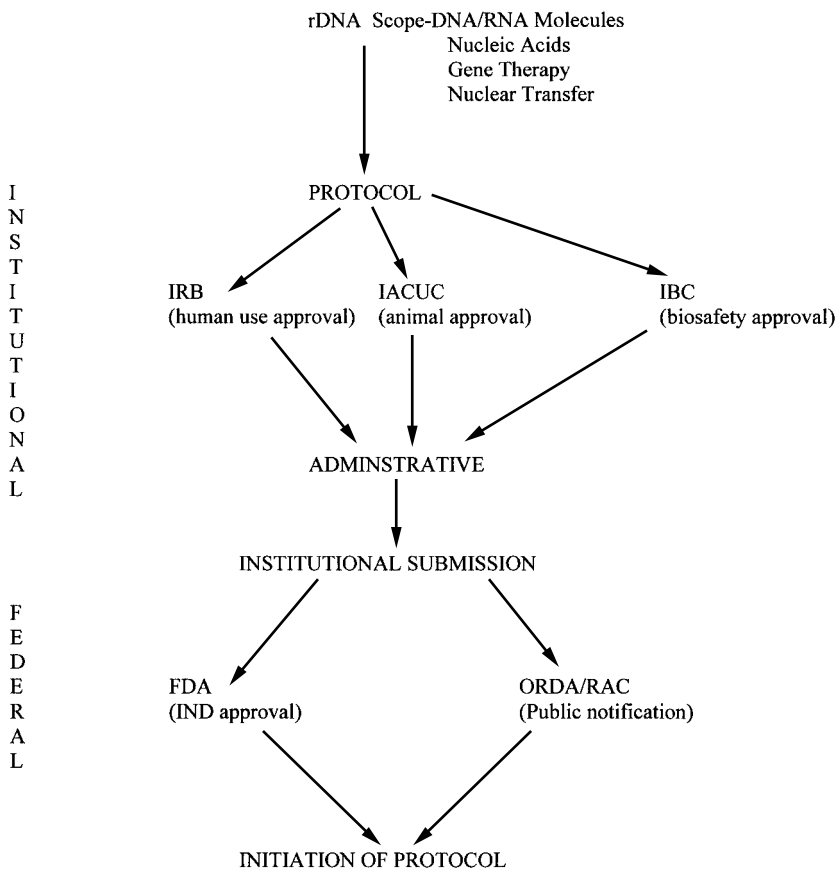 rDNA Scope-DNA/RNA Molecules
Nucleic Acids
Gene Therapy
Nuclear Transfer
INSTITUTIONAL
PROTOCOL
IRB
(human use approval)
IACUC
(animal approval)
IBC
(biosafety approval)
ADMINSTRATIVE
INSTITUTIONAL SUBMISSION
FEDERAL
FDA
(IND approval)
ORDA/RAC
(Public notification)
INITIATION OF PROTOCOL